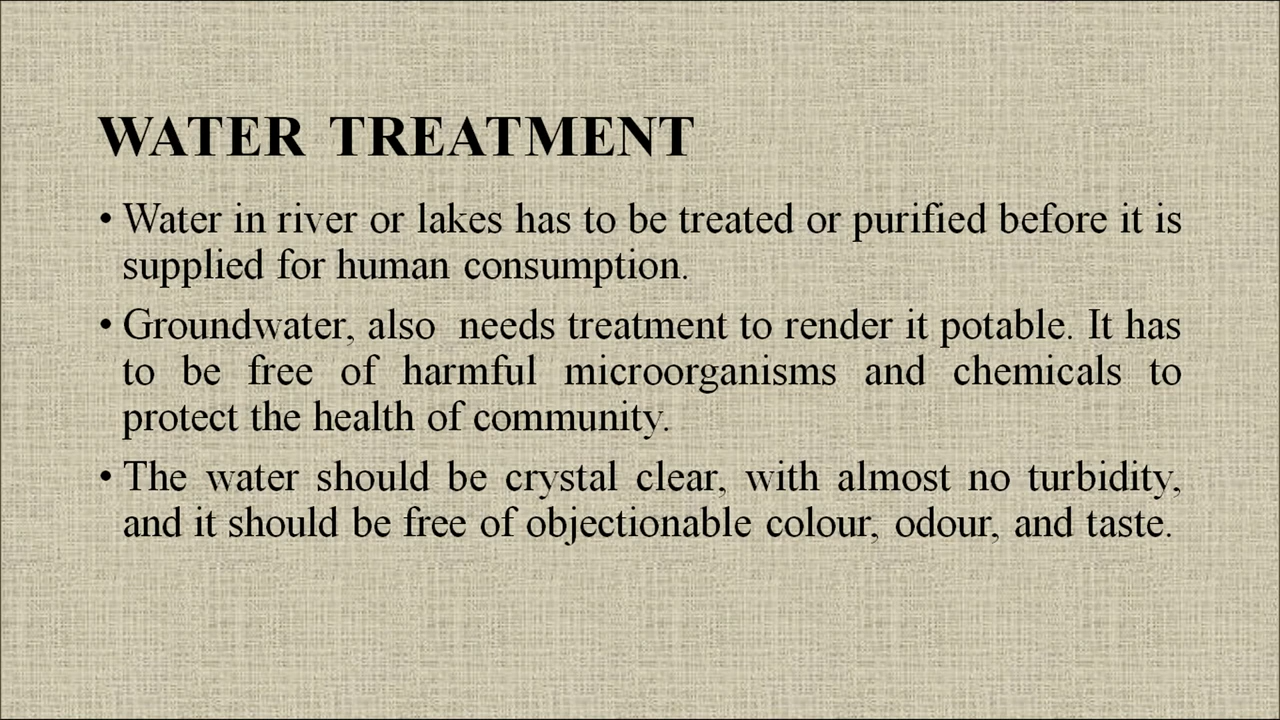 WATER TREATMENT
• Water in river or lakes has to be treated or purified before it is
supplied for human consumption.
• Groundwater, also needs treatment to render it potable. It has
to be free of harmful microorganisms and chemicals to
protect the health of community.
• The water should be crystal clear, with almost no turbidity,
and it should be free of objectionable colour, odour, and taste.